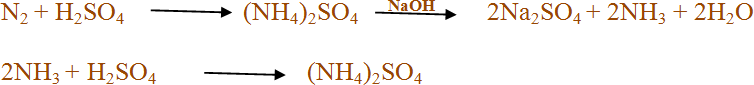 N₂ + H₂SO₄ ⟶ (NH₄)₂SO₄ NaOH⟶ 2Na₂SO₄ + 2NH₃ + 2H₂O
2NH₃ + H₂SO₄ ⟶ (NH₄)₂SO₄